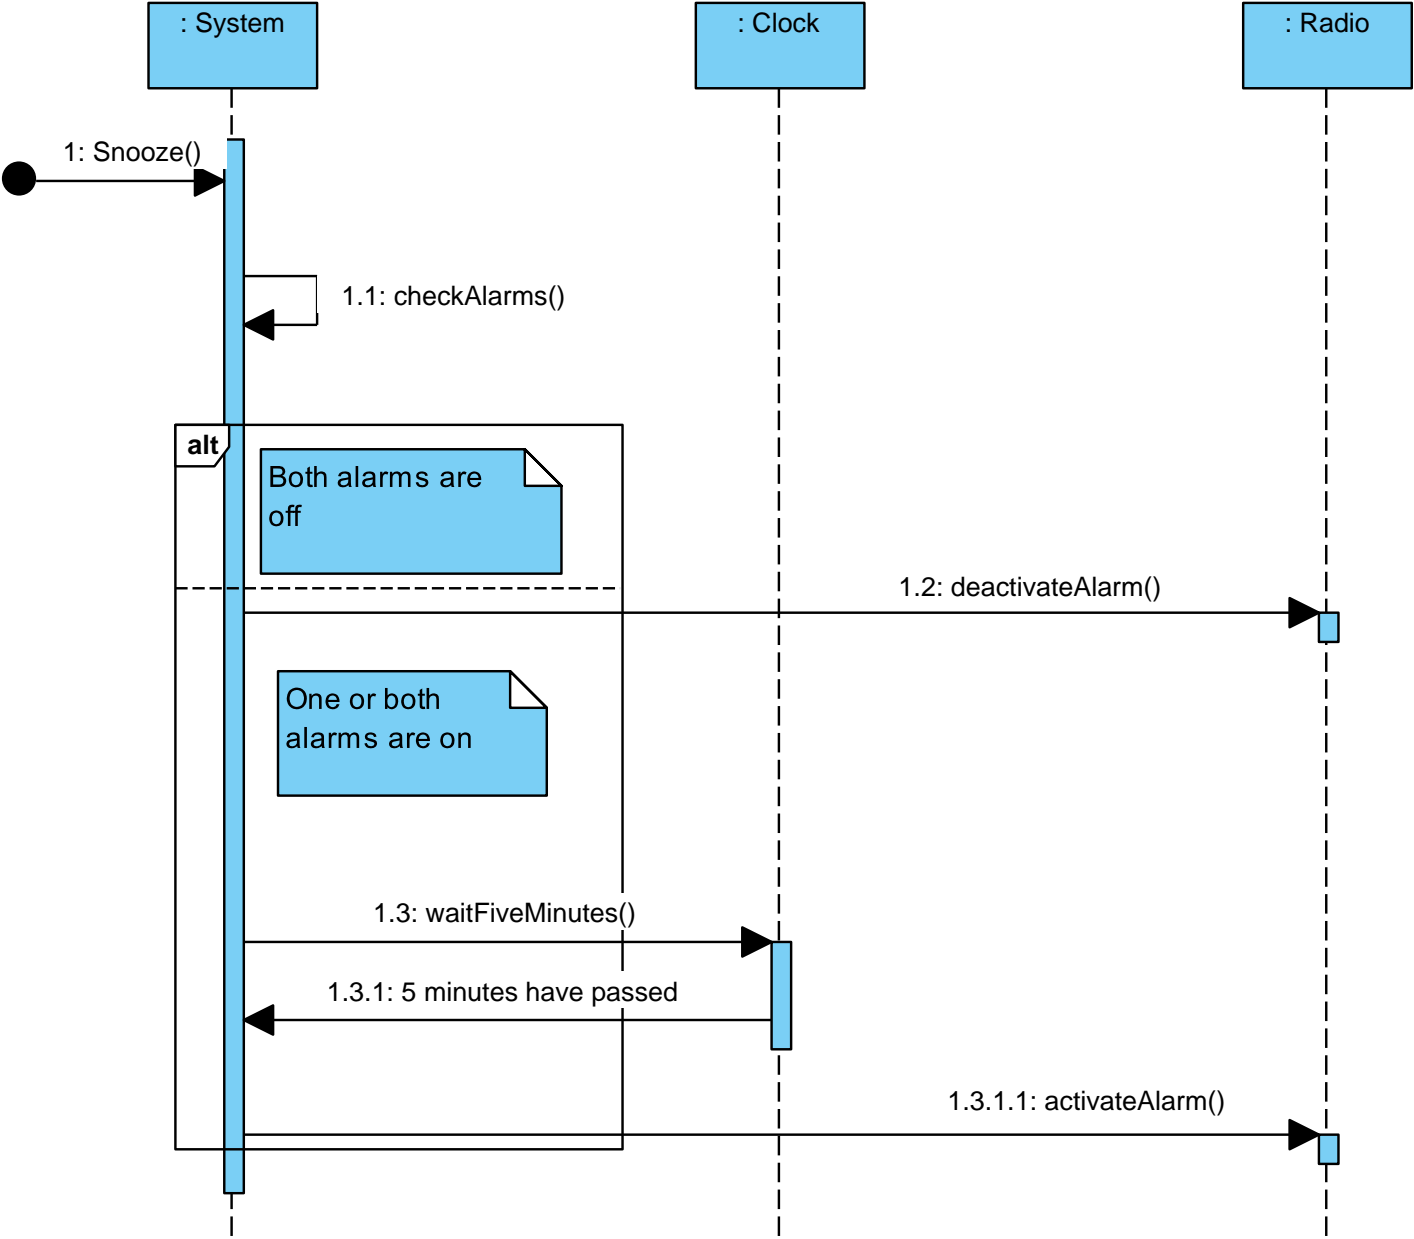 : System
: Clock
: Radio
1: Snooze()
1.1: checkAlarms()
alt
Both alarms are
off
1.2: deactivateAlarm()
One or both
alarms are on
1.3: waitFiveMinutes()
1.3.1: 5 minutes have passed
1.3.1.1: activateAlarm()